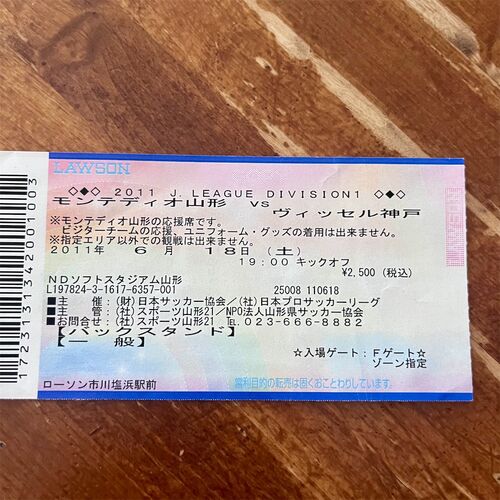 LAWSON
◇◆◇ 2011 J. LEAGUE DIVISION1 ◇◆◇
モンテディオ山形 vs ヴィッセル神戸
※モンテディオ山形の応援席です。
ビジターチームの応援、ユニフォーム・グッズの着用は出来ません。
※指定エリア以外での観戦は出来ません。
2011年 6月 18日(土)
19:00 キックオフ
¥2,500(税込)
NDソフトスタジアム山形
L197824-3-1617-6357-001 25008 110618
■主 催:(財)日本サッカー協会/(社)日本プロサッカーリーグ
■主 管:(社)スポーツ山形21/NPO法人山形県サッカー協会
■お問合せ:(社)スポーツ山形21 TEL 023-666-8882
【バックスタンド】
【一般】
☆入場ゲート:Fゲート☆
ゾーン指定
ローソン市川塩浜駅前
営利目的の転売は固くおことわりいたします。
1723131342001003